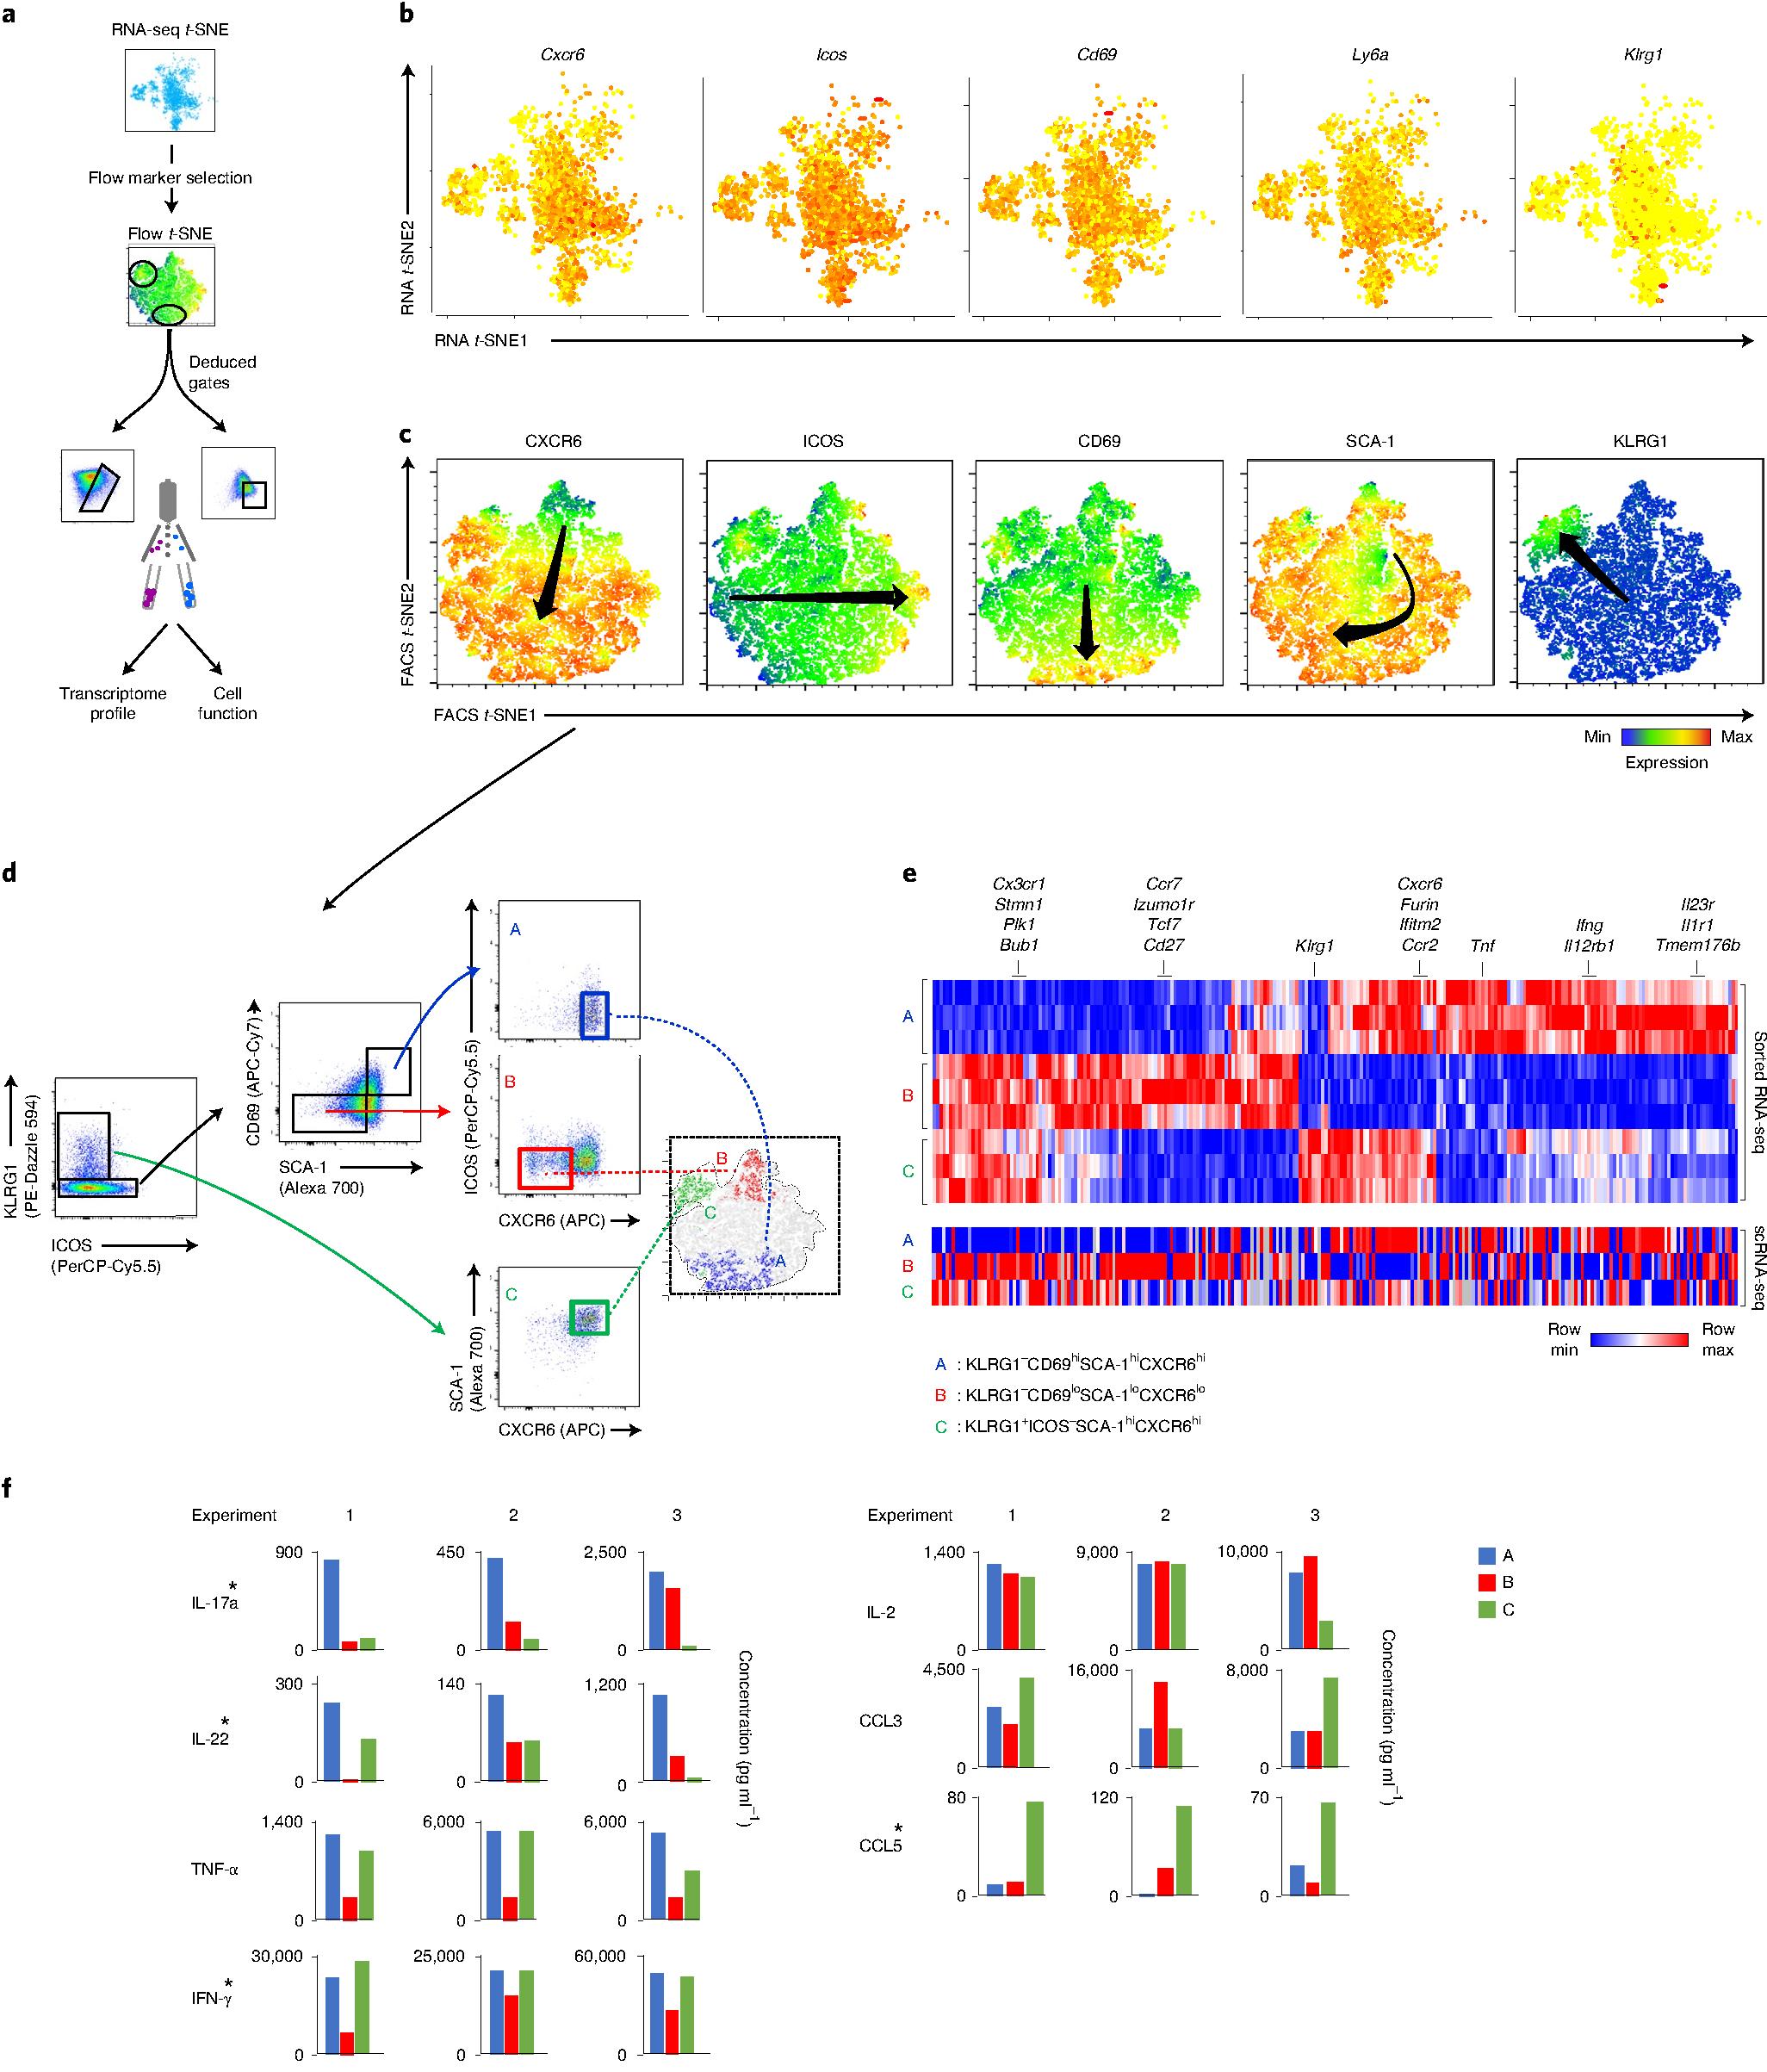 a
RNA-seq t-SNE
Flow marker selection
Flow t-SNE
Deduced
gates
Transcriptome
profile
Cell
function
b
Cxcr6
Icos
Cd69
Ly6a
Klrg1
RNA t-SNE2
RNA t-SNE1
c
CXCR6
ICOS
CD69
SCA-1
KLRG1
FACS t-SNE2
FACS t-SNE1
Min
Max
Expression
d
KLRG1
(PE-Dazzle 594)
ICOS
(PerCP-Cy5.5)
CD69 (APC-Cy7)
SCA-1
(Alexa 700)
A
B
ICOS (PerCP-Cy5.5)
CXCR6 (APC)
C
SCA-1
(Alexa 700)
CXCR6 (APC)
B
C
A
e
Cx3cr1
Stmn1
Plk1
Bub1
Ccr7
Izumo1r
Tcf7
Cd27
Klrg1
Cxcr6
Furin
Ifitm2
Ccr2
Tnf
Ifng
Il12rb1
Il23r
Il1r1
Tmem176b
A
B
C
Sorted RNA-seq
A
B
C
scRNA-seq
Row
min
Row
max
A : KLRG1–CD69hiSCA-1hiCXCR6hi
B : KLRG1–CD69loSCA-1loCXCR6lo
C : KLRG1+ICOS–SCA-1hiCXCR6hi
f
Experiment 1 2 3
IL-17a*
900
0
450
0
2,500
0
IL-22*
300
0
140
0
1,200
0
TNF-α
1,400
0
6,000
0
6,000
0
IFN-γ*
30,000
0
25,000
0
60,000
0
Concentration (pg ml–1)
Experiment 1 2 3
IL-2
1,400
0
9,000
0
10,000
0
CCL3
4,500
0
16,000
0
8,000
0
CCL5*
80
0
120
0
70
0
Concentration (pg ml–1)
A
B
C